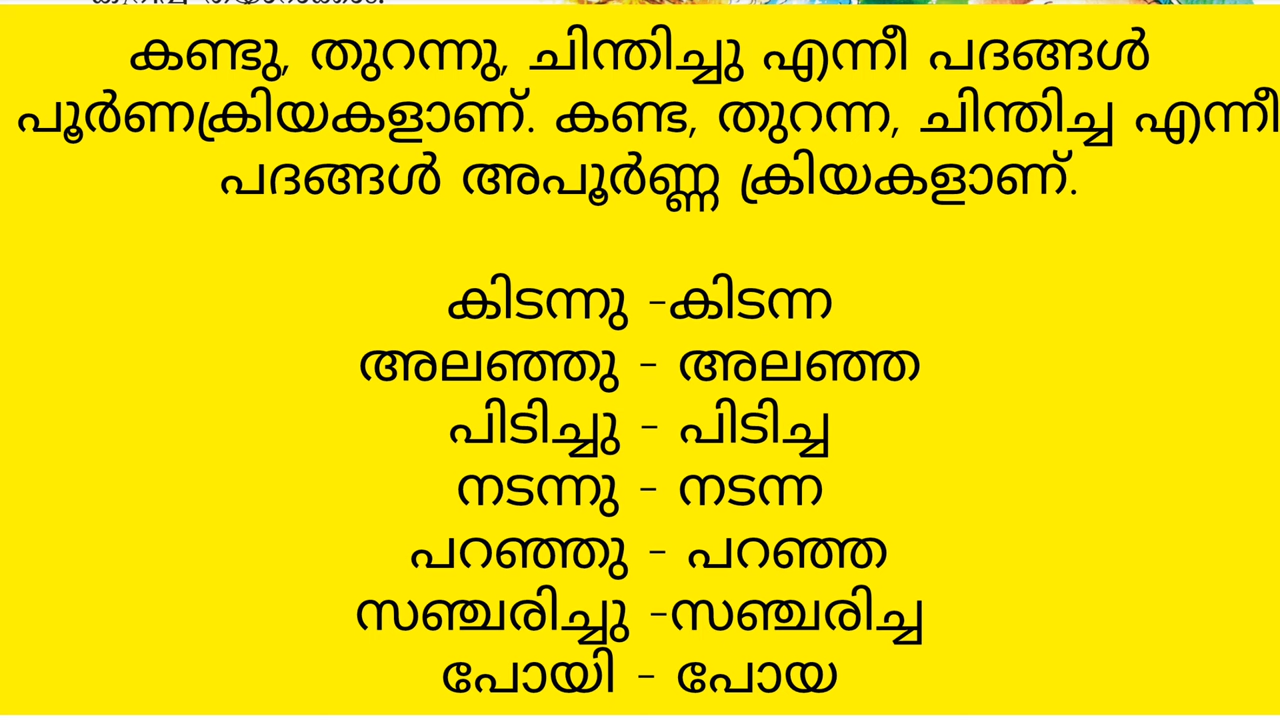 കണ്ടു, തുറന്നു, ചിന്തിച്ചു എന്നീ പദങ്ങൾ
പൂർണക്രിയകളാണ്. കണ്ട, തുറന്ന, ചിന്തിച്ച എന്നീ
പദങ്ങൾ അപൂർണ്ണ ക്രിയകളാണ്.
കിടന്നു -കിടന്ന
അലഞ്ഞു - അലഞ്ഞ
പിടിച്ചു - പിടിച്ച
നടന്നു - നടന്ന
പറഞ്ഞു - പറഞ്ഞ
സഞ്ചരിച്ചു -സഞ്ചരിച്ച
പോയി - പോയ